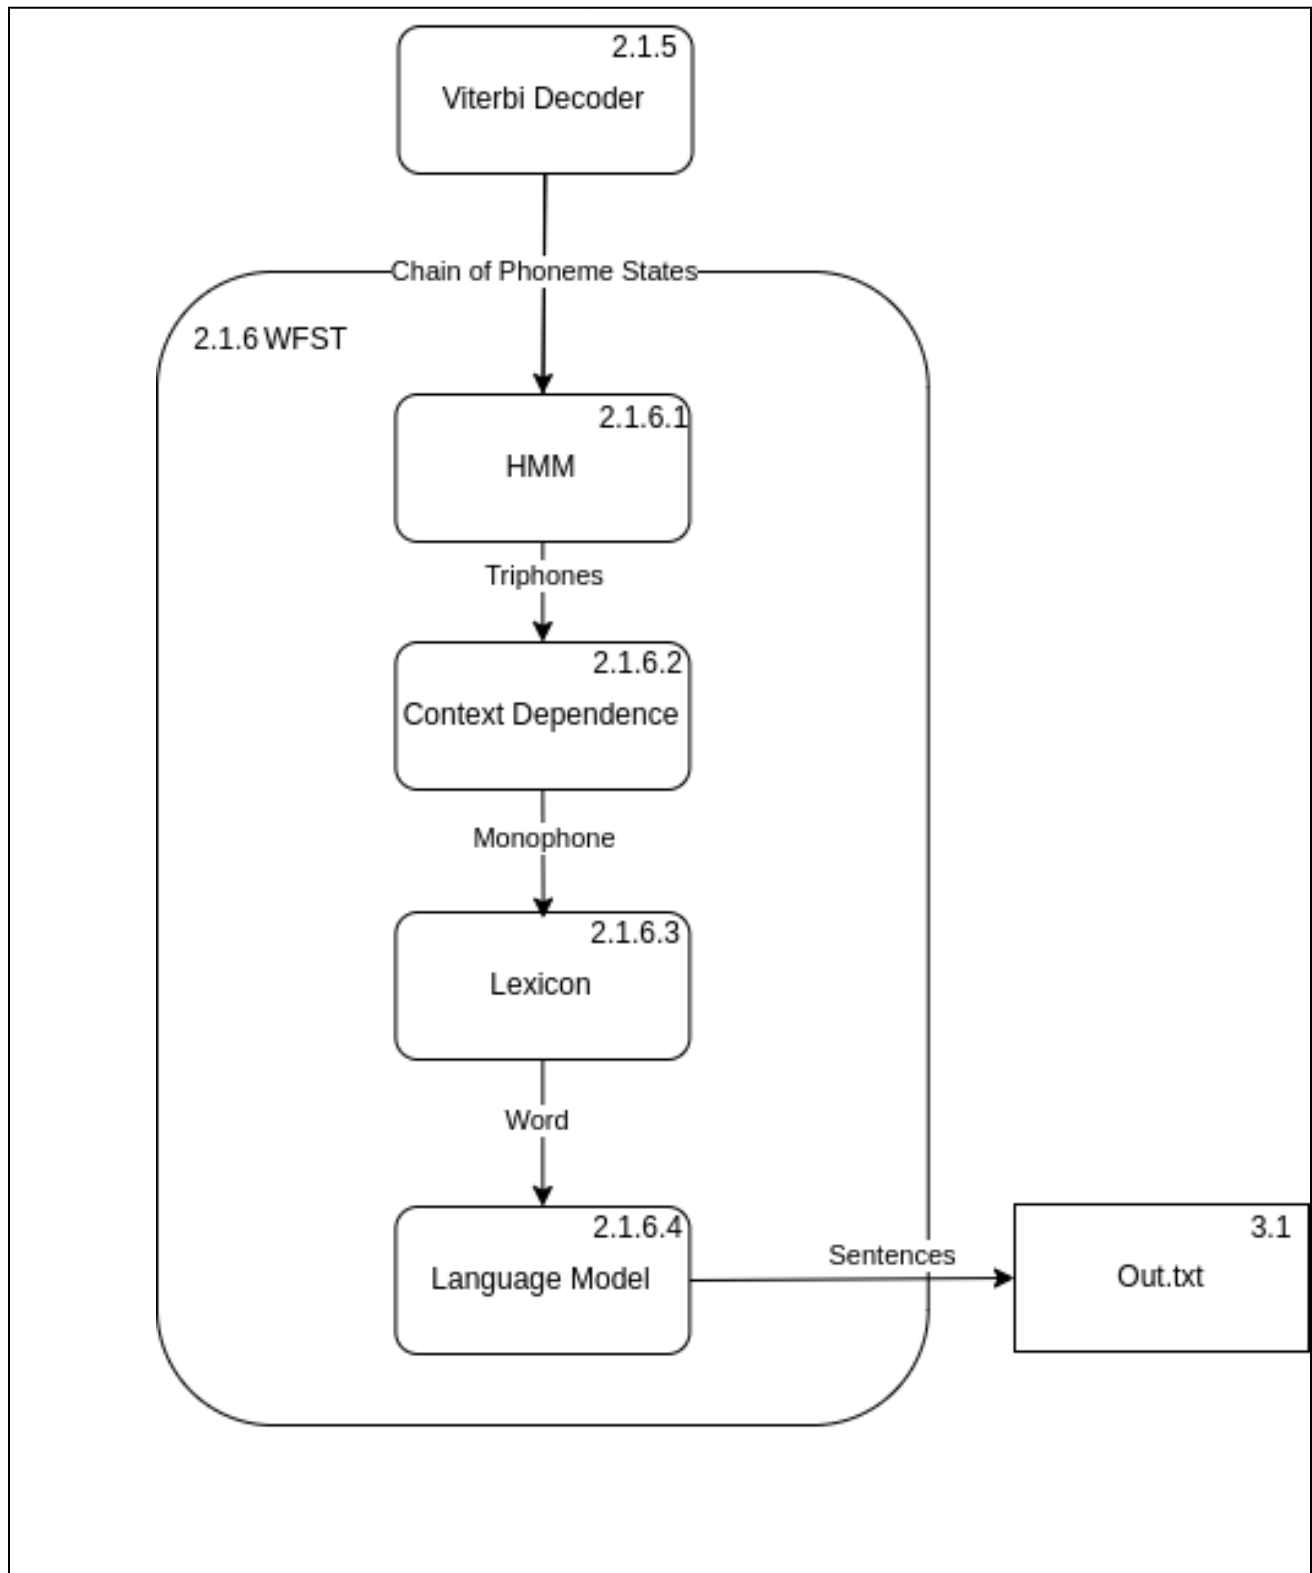 2.1.5
Viterbi Decoder
Chain of Phoneme States
2.1.6 WFST
2.1.6.1
HMM
Triphones
2.1.6.2
Context Dependence
Monophone
2.1.6.3
Lexicon
Word
2.1.6.4
Language Model
Sentences
3.1
Out.txt